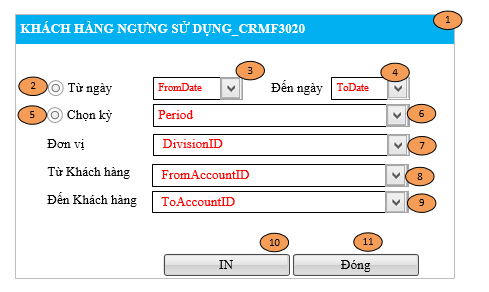 1
KHÁCH HÀNG NGƯNG SỬ DỤNG_CRMF3020
3 4
2 Từ ngày FromDate Đến ngày ToDate
5 Chọn kỳ Period 6
Đơn vị DivisionID 7
Từ Khách hàng FromAccountID 8
Đến Khách hàng ToAccountID 9
10 11
IN Đóng